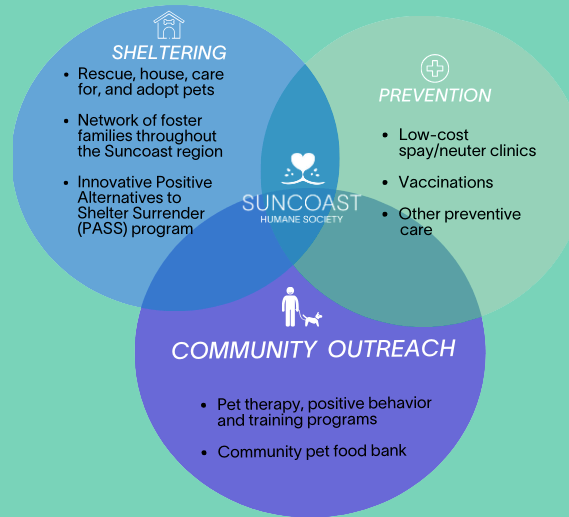 SHELTERING
• Rescue, house, care
for, and adopt pets
• Network of foster
families throughout
the Suncoast region
• Innovative Positive
Alternatives to
Shelter Surrender
(PASS) program
PREVENTION
• Low-cost
spay/neuter clinics
• Vaccinations
• Other preventive
care
SUNCOAST
HUMANE SOCIETY
COMMUNITY OUTREACH
• Pet therapy, positive behavior
and training programs
• Community pet food bank